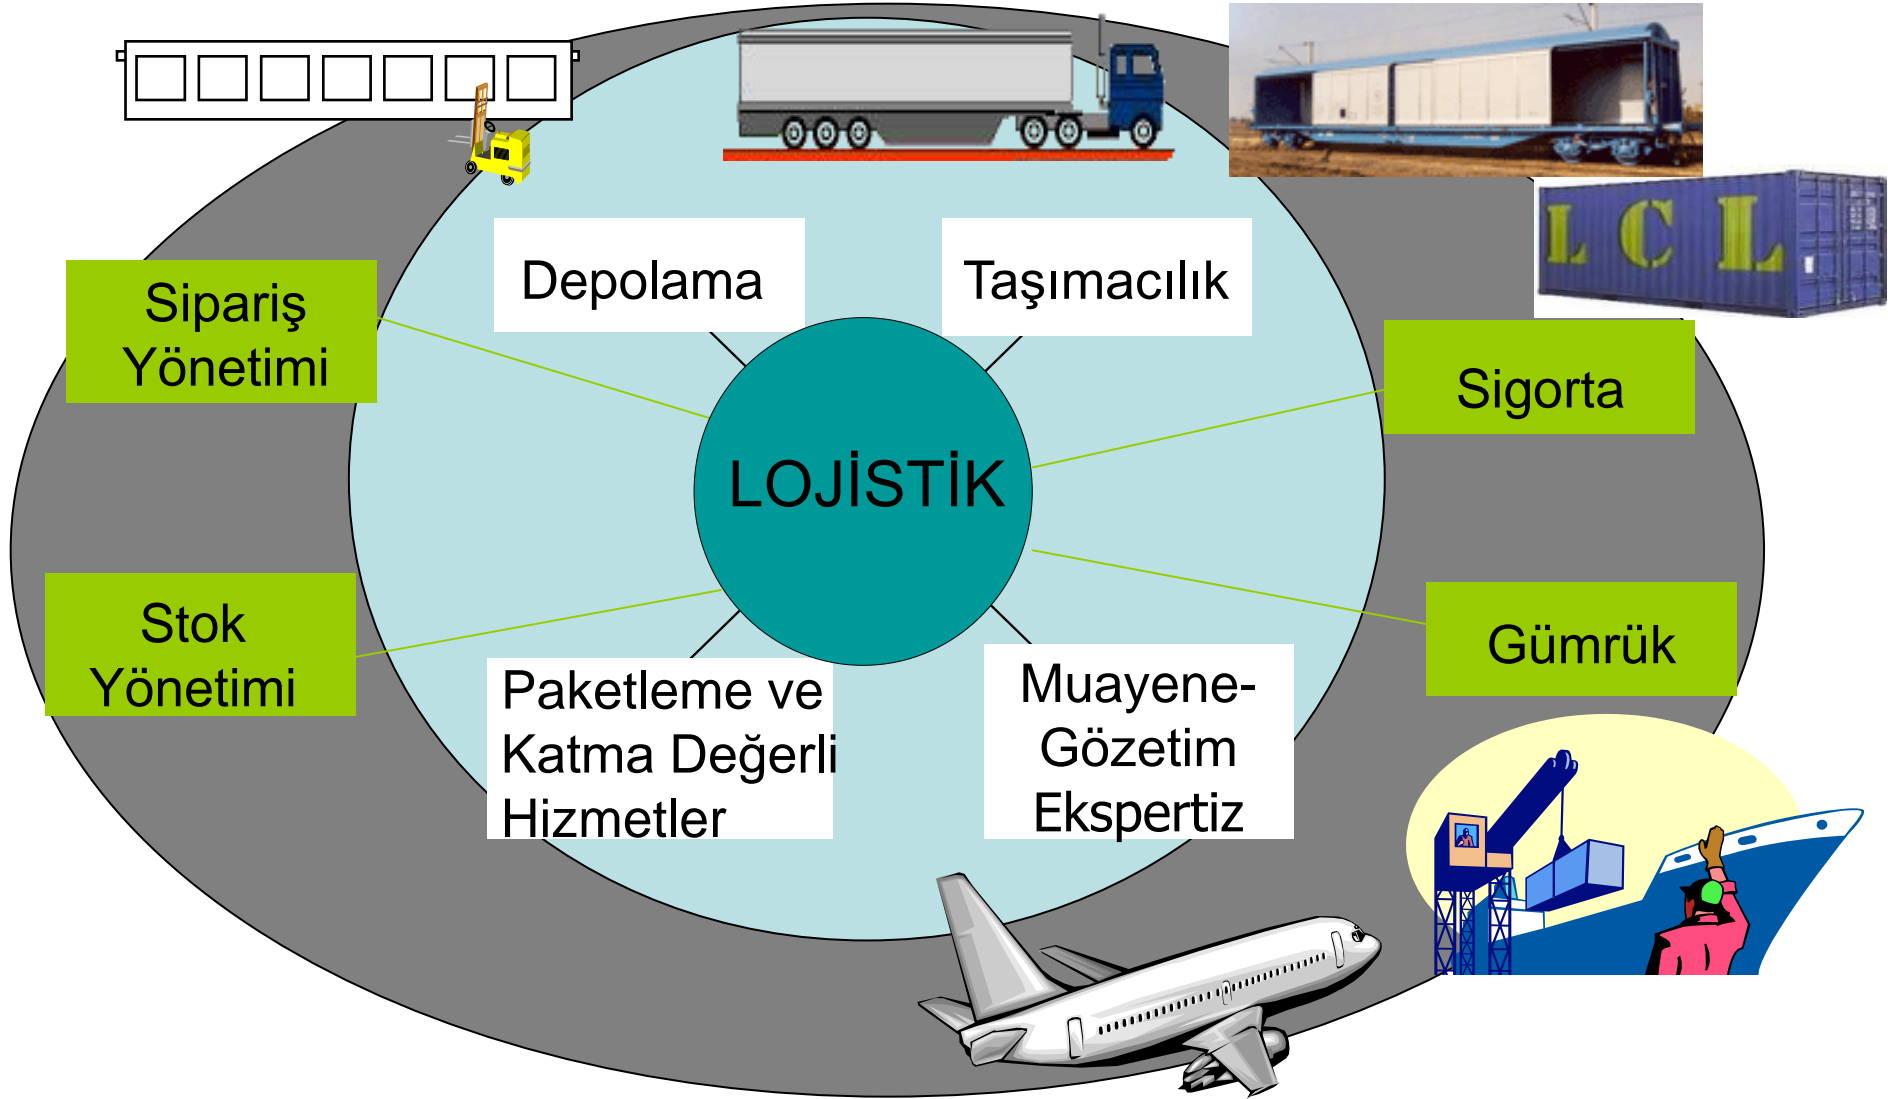 LCL
Depolama
Taşımacılık
Sipariş
Yönetimi
Sigorta
LOJİSTİK
Stok
Yönetimi
Gümrük
Paketleme ve
Katma Değerli
Hizmetler
Muayene-
Gözetim
Ekspertiz